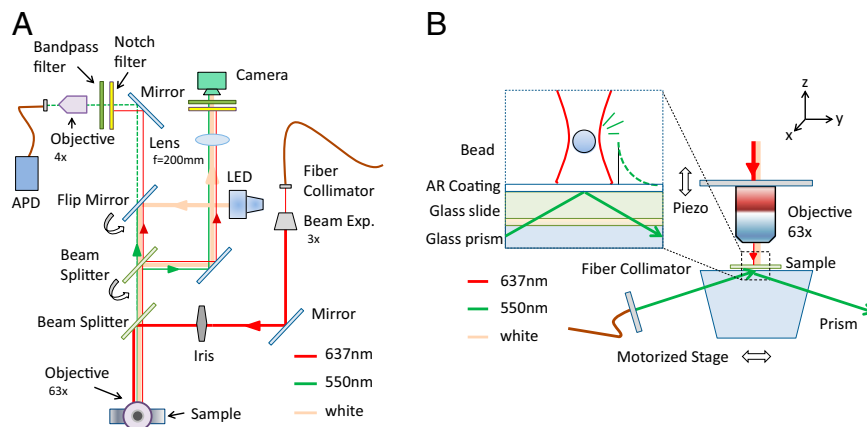 A
Bandpass
filter
Notch
filter
Mirror
Camera
Objective
4x
APD
Lens
f=200mm
LED
Fiber
Collimator
Flip Mirror
Beam Exp.
3x
Beam
Splitter
Beam Splitter
Iris
Mirror
637nm
550nm
white
Objective
63x
Sample
B
z
y
x
Bead
AR Coating
Glass slide
Glass prism
Piezo
Objective
63x
Sample
Fiber Collimator
637nm
550nm
white
Prism
Motorized Stage